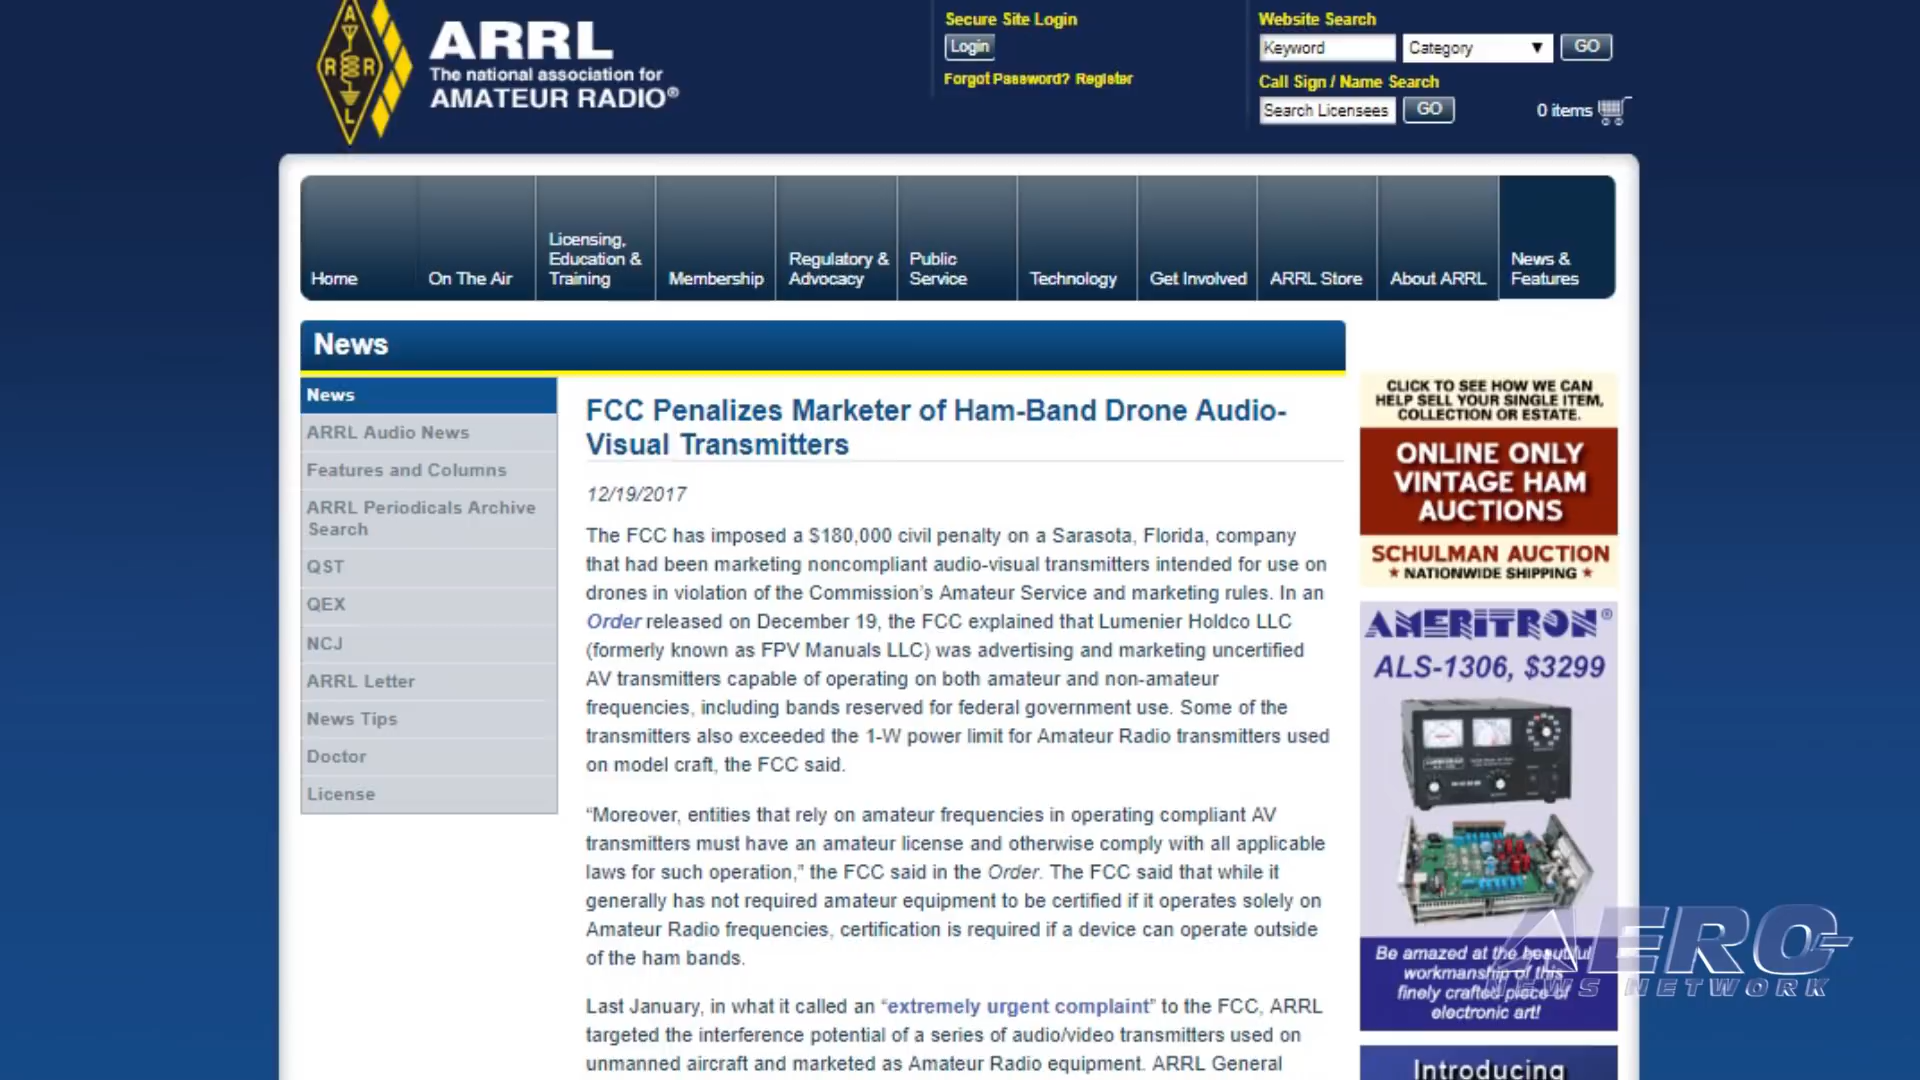 ARRL
The national association for
AMATEUR RADIO®
Secure Site Login
Login
Forgot Password? Register
Website Search
Keyword
Category
GO
Call Sign / Name Search
Search Licensees
GO
0 items
Home
On The Air
Licensing,
Education &
Training
Membership
Regulatory &
Advocacy
Public
Service
Technology
Get Involved
ARRL Store
About ARRL
News &
Features
News
News
ARRL Audio News
Features and Columns
ARRL Periodicals Archive
Search
QST
QEX
NCJ
ARRL Letter
News Tips
Doctor
License
FCC Penalizes Marketer of Ham-Band Drone Audio-
Visual Transmitters
12/19/2017
The FCC has imposed a $180,000 civil penalty on a Sarasota, Florida, company
that had been marketing noncompliant audio-visual transmitters intended for use on
drones in violation of the Commission’s Amateur Service and marketing rules. In an
Order released on December 19, the FCC explained that Lumenier Holdco LLC
(formerly known as FPV Manuals LLC) was advertising and marketing uncertified
AV transmitters capable of operating on both amateur and non-amateur
frequencies, including bands reserved for federal government use. Some of the
transmitters also exceeded the 1-W power limit for Amateur Radio transmitters used
on model craft, the FCC said.
“Moreover, entities that rely on amateur frequencies in operating compliant AV
transmitters must have an amateur license and otherwise comply with all applicable
laws for such operation,” the FCC said in the Order. The FCC said that while it
generally has not required amateur equipment to be certified if it operates solely on
Amateur Radio frequencies, certification is required if a device can operate outside
of the ham bands.
Last January, in what it called an “extremely urgent complaint” to the FCC, ARRL
targeted the interference potential of a series of audio/video transmitters used on
unmanned aircraft and marketed as Amateur Radio equipment. ARRL General
CLICK TO SEE HOW WE CAN
HELP SELL YOUR SINGLE ITEM,
COLLECTION OR ESTATE.
ONLINE ONLY
VINTAGE HAM
AUCTIONS
SCHULMAN AUCTION
★ NATIONWIDE SHIPPING ★
AMERITRON®
ALS-1306, $3299
Be amazed at the beautiful
workmanship of this
finely crafted piece of
electronic art!
Introducing
AERO-
NEWS NETWORK